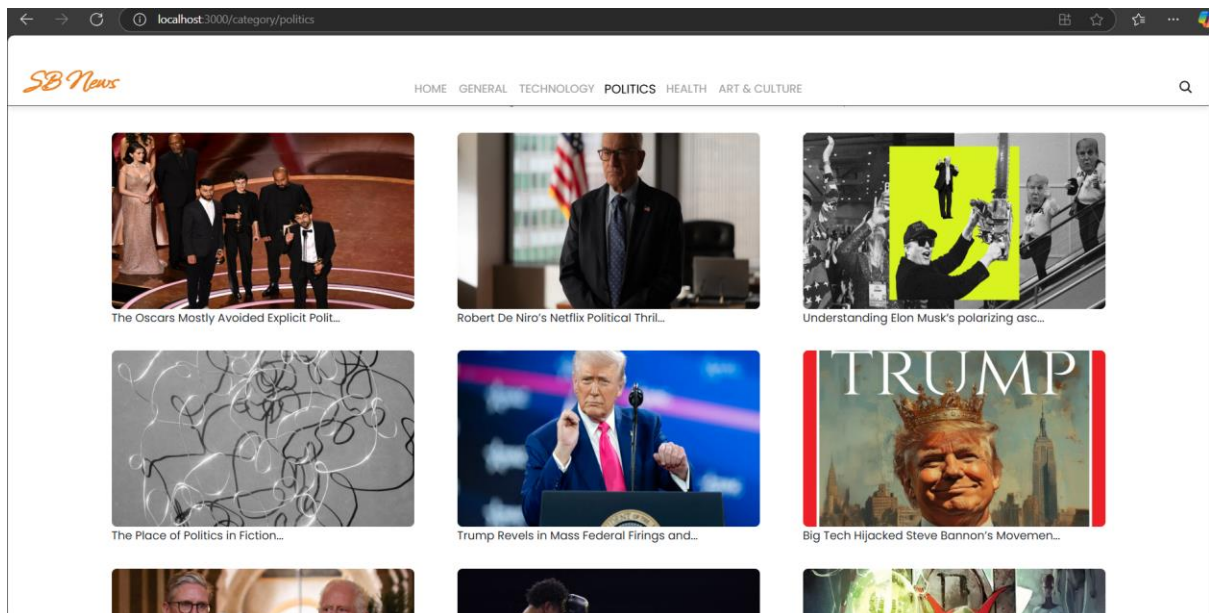 localhost:3000/category/politics
SB News
HOME GENERAL TECHNOLOGY POLITICS HEALTH ART & CULTURE
The Oscars Mostly Avoided Explicit Polit...
Robert De Niro's Netflix Political Thril...
Understanding Elon Musk's polarizing asc...
TRUMP
The Place of Politics in Fiction...
Trump Revels in Mass Federal Firings and...
Big Tech Hijacked Steve Bannon's Movemen...